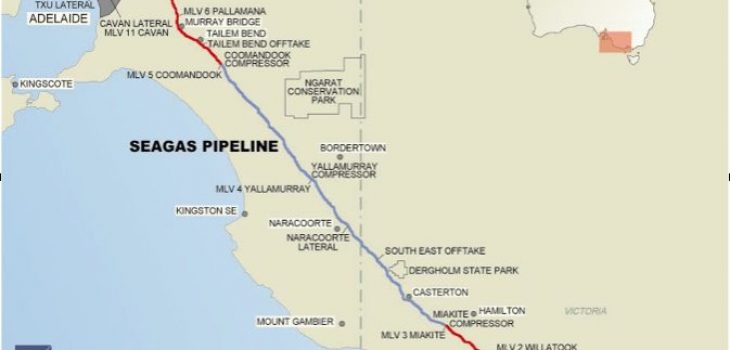 TXU LATERAL
ADELAIDE
CAVAN LATERAL
MLV 11 CAVAN
MLV 6 PALLAMANA
MURRAY BRIDGE
TAILEM BEND
TAILEM BEND OFFTAKE
COOMANDOOK
COMPRESSOR
MLV 5 COOMANDOOK
KINGSCOTE
NGARAT
CONSERVATION
PARK
SEAGAS PIPELINE
BORDERTOWN
YALLAMURRAY
COMPRESSOR
MLV 4 YALLAMURRAY
KINGSTON SE
NARACOORTE
NARACOORTE
LATERAL
SOUTH EAST OFFTAKE
DERGHOLM STATE PARK
CASTERTON
VICTORIA
MIAKITE
COMPRESSOR
HAMILTON
MOUNT GAMBIER
MLV 3 MIAKITE
MLV 2 WILLATOOK